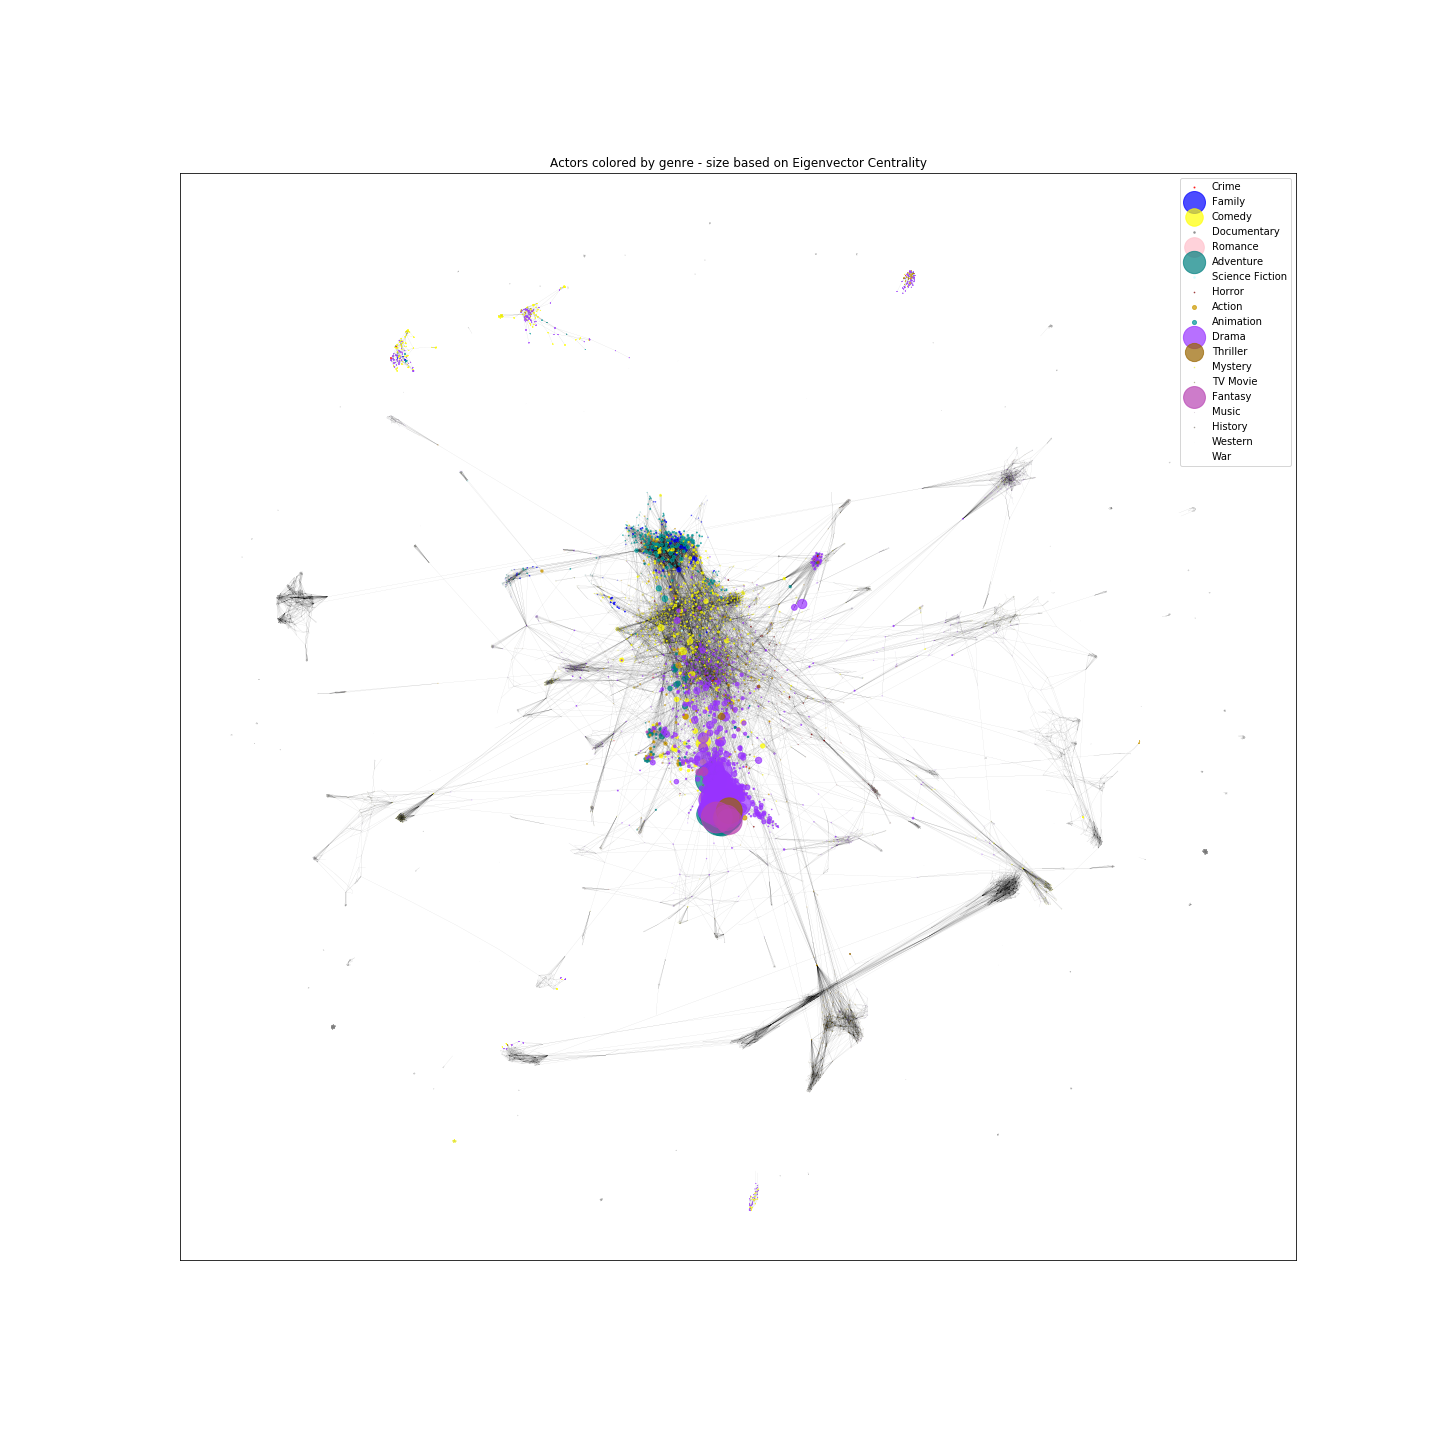 Actors colored by genre - size based on Eigenvector Centrality
Crime
Family
Comedy
Documentary
Romance
Adventure
Science Fiction
Horror
Action
Animation
Drama
Thriller
Mystery
TV Movie
Fantasy
Music
History
Western
War